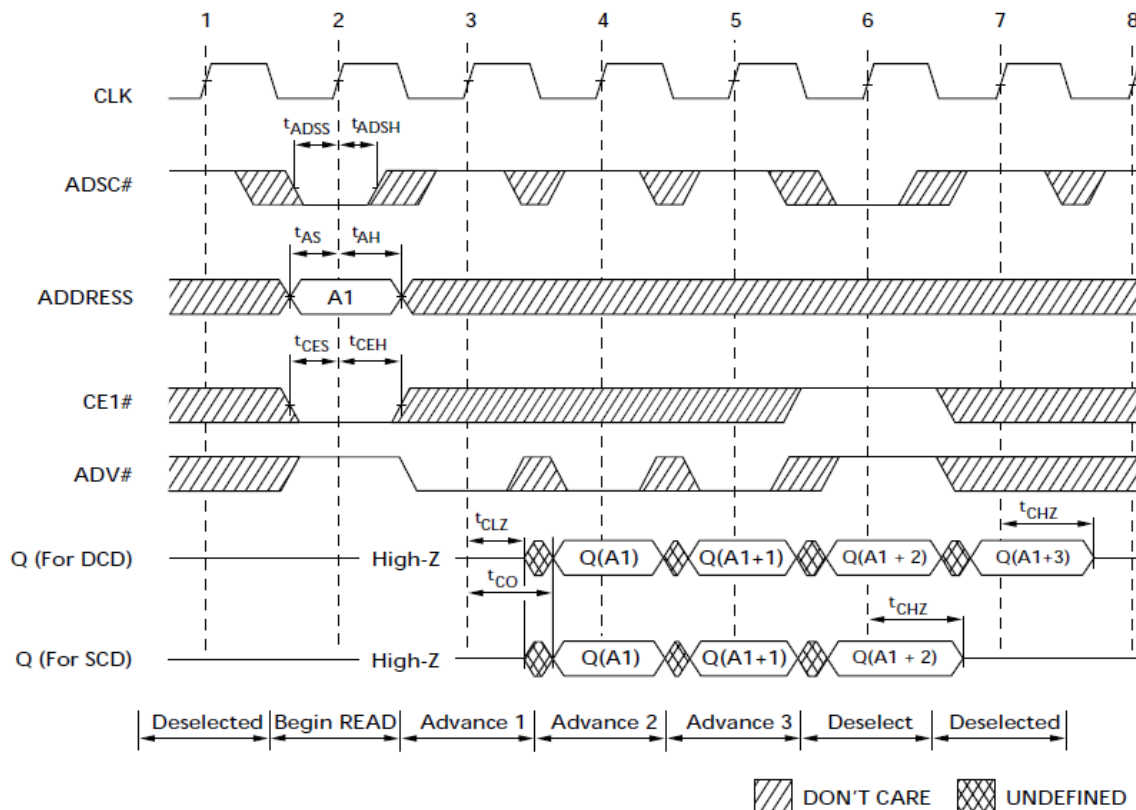 1 2 3 4 5 6 7 8
CLK
tADSS tADSH
ADSC#
tAS tAH
ADDRESS A1
tCES tCEH
CE1#
ADV#
tCLZ tCHZ
Q (For DCD) High-Z Q(A1) Q(A1+1) Q(A1 + 2) Q(A1+3)
tCO tCHZ
Q (For SCD) High-Z Q(A1) Q(A1+1) Q(A1 + 2)
Deselected Begin READ Advance 1 Advance 2 Advance 3 Deselect Deselected
DON'T CARE UNDEFINED